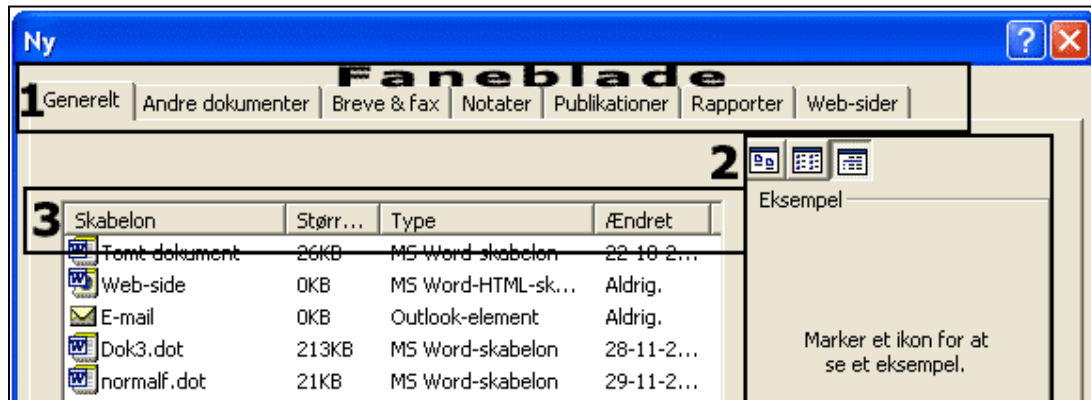 Ny
Faneblade
1
Generelt Andre dokumenter Breve & fax Notater Publikationer Rapporter Web-sider
2
Eksempel
3
Skabelon Størr... Type Ændret
Tomt dokument 26KB MS Word-skabelon 22-10-2...
Web-side 0KB MS Word-HTML-sk... Aldrig.
E-mail 0KB Outlook-element Aldrig.
Dok3.dot 213KB MS Word-skabelon 28-11-2...
normalf.dot 21KB MS Word-skabelon 29-11-2...
Marker et ikon for at
se et eksempel.